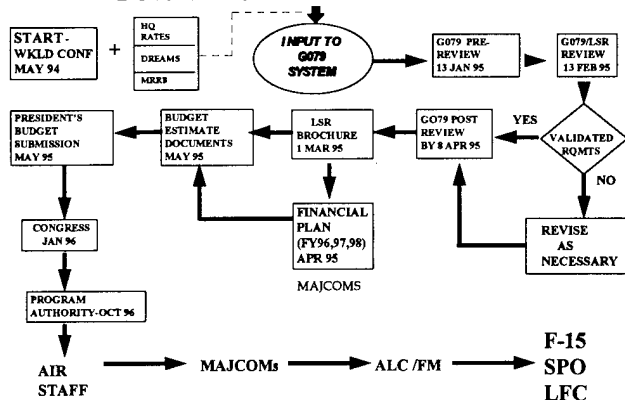 START-
WKLD CONF
MAY 94
+
HQ
RATES
DREAMS
MRRB
INPUT TO
G079
SYSTEM
G079 PRE-
REVIEW
13 JAN 95
G079/LSR
REVIEW
13 FEB 95
PRESIDENT'S
BUDGET
SUBMISSION
MAY 95
BUDGET
ESTIMATE
DOCUMENTS
MAY 95
LSR
BROCHURE
1 MAR 95
GO79 POST
REVIEW
BY 8 APR 95
YES
VALIDATED
RQMTS
NO
CONGRESS
JAN 96
FINANCIAL
PLAN
(FY96,97,98)
APR 95
MAJCOMS
REVISE
AS
NECESSARY
PROGRAM
AUTHORITY-OCT 96
AIR
STAFF
MAJCOMs
ALC /FM
F-15
SPO
LFC